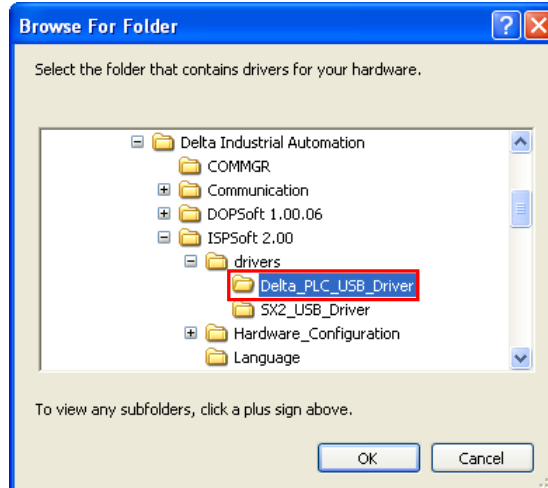 Browse For Folder
Select the folder that contains drivers for your hardware.
Delta Industrial Automation
COMMGR
Communication
DOPSoft 1.00.06
ISPSoft 2.00
drivers
Delta_PLC_USB_Driver
SX2_USB_Driver
Hardware_Configuration
Language
To view any subfolders, click a plus sign above.
OK Cancel